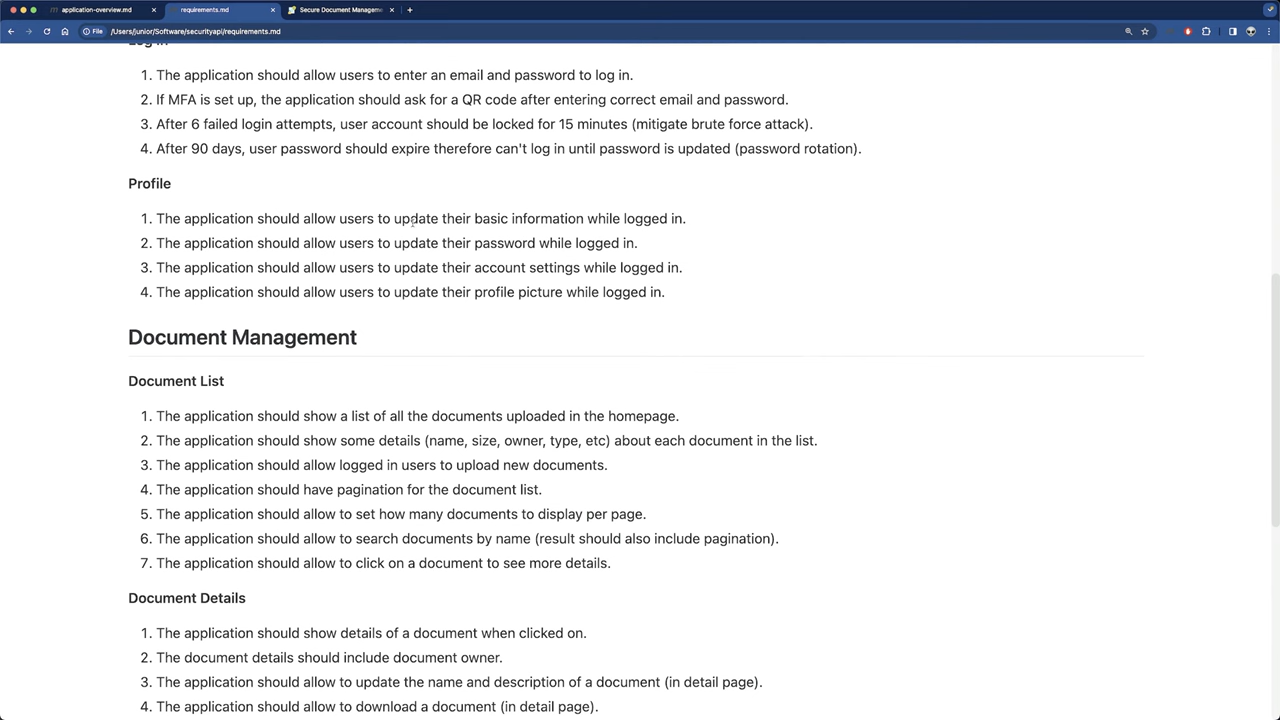 application-overview.md
requirements.md
Secure Document Managem
File
/Users/junior/Software/securityapi/requirements.md
Log in
1. The application should allow users to enter an email and password to log in.
2. If MFA is set up, the application should ask for a QR code after entering correct email and password.
3. After 6 failed login attempts, user account should be locked for 15 minutes (mitigate brute force attack).
4. After 90 days, user password should expire therefore can't log in until password is updated (password rotation).
Profile
1. The application should allow users to update their basic information while logged in.
2. The application should allow users to update their password while logged in.
3. The application should allow users to update their account settings while logged in.
4. The application should allow users to update their profile picture while logged in.
Document Management
Document List
1. The application should show a list of all the documents uploaded in the homepage.
2. The application should show some details (name, size, owner, type, etc) about each document in the list.
3. The application should allow logged in users to upload new documents.
4. The application should have pagination for the document list.
5. The application should allow to set how many documents to display per page.
6. The application should allow to search documents by name (result should also include pagination).
7. The application should allow to click on a document to see more details.
Document Details
1. The application should show details of a document when clicked on.
2. The document details should include document owner.
3. The application should allow to update the name and description of a document (in detail page).
4. The application should allow to download a document (in detail page).